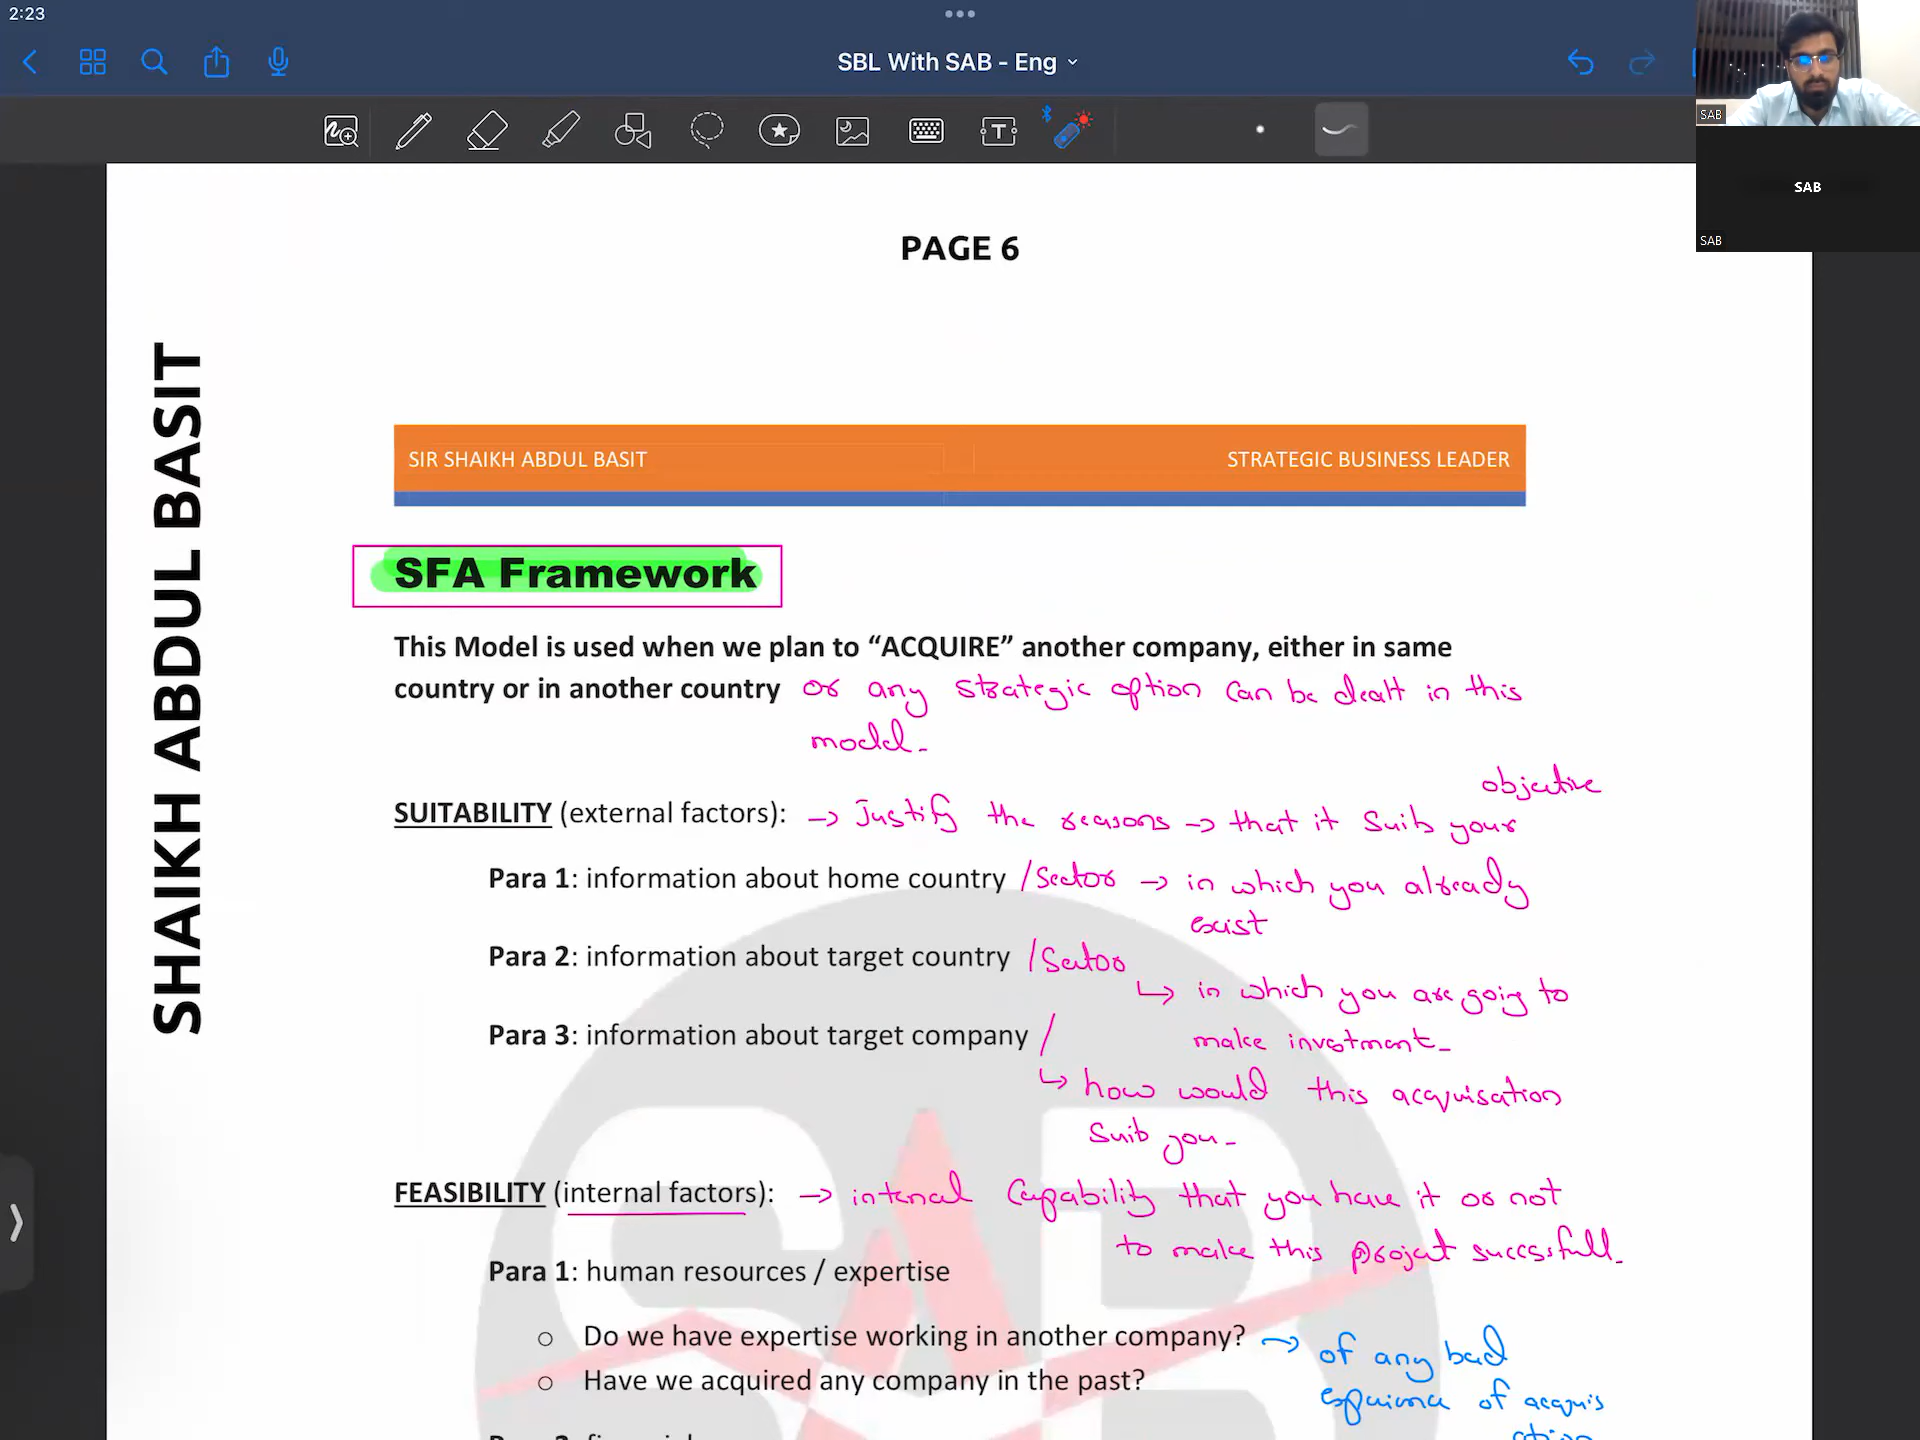 2:23
SBL With SAB - Eng
SAB
SAB
SAB
PAGE 6
SHAIKH ABDUL BASIT
SIR SHAIKH ABDUL BASIT STRATEGIC BUSINESS LEADER
SFA Framework
This Model is used when we plan to “ACQUIRE” another company, either in same
country or in another country or any strategic option can be dealt in this
model.
objective
SUITABILITY (external factors): → Justify the reasons → that it suits your
Para 1: information about home country /Sector → in which you already
exist
Para 2: information about target country /Sector
↳ in which you are going to
Para 3: information about target company /
make investment.
↳ how would this acquisation
suit you.
FEASIBILITY (internal factors): → internal capability that you have it or not
to make this project successfull.
Para 1: human resources / expertise
o Do we have expertise working in another company? → of any bad
o Have we acquired any company in the past?
of acquis